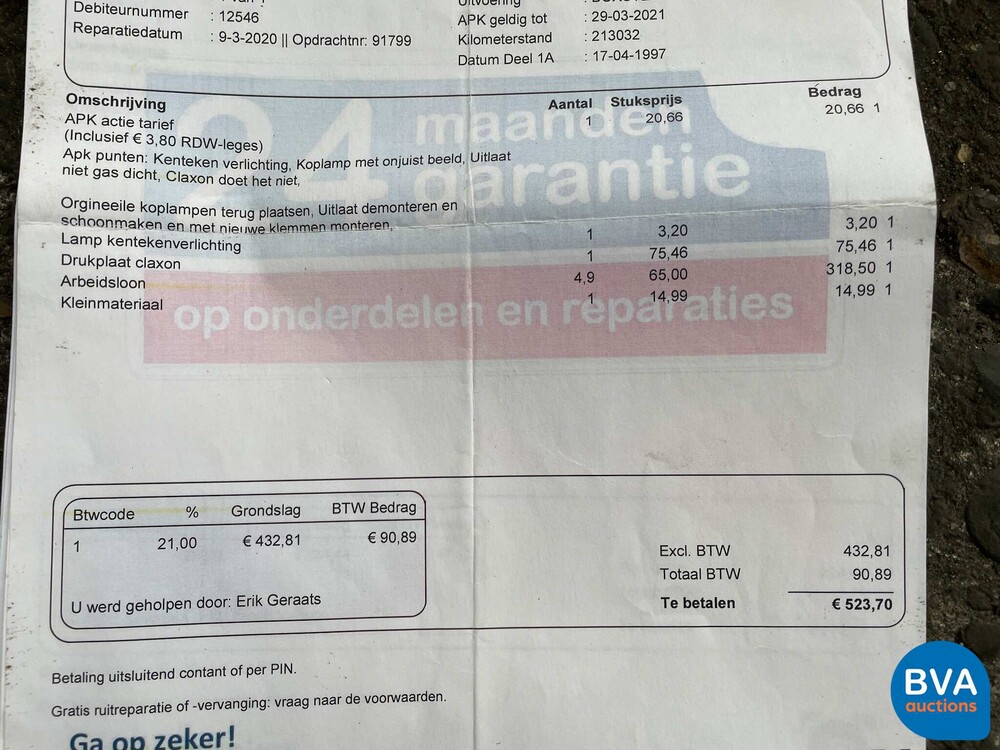 Debiteurnummer : 12546
Reparatiedatum : 9-3-2020 || Opdrachtnr: 91799
Uitvoering :
APK geldig tot : 29-03-2021
Kilometerstand : 213032
Datum Deel 1A : 17-04-1997
24 maanden garantie
op onderdelen en reparaties
Omschrijving Aantal Stuksprijs Bedrag
APK actie tarief 1 20,66 20,66 1
(Inclusief € 3,80 RDW-leges)
Apk punten: Kenteken verlichting, Koplamp met onjuist beeld, Uitlaat
niet gas dicht, Claxon doet het niet,
Orgineeile koplampen terug plaatsen, Uitlaat demonteren en
schoonmaken en met nieuwe klemmen monteren,
Lamp kentekenverlichting 1 3,20 3,20 1
Drukplaat claxon 1 75,46 75,46 1
Arbeidsloon 4,9 65,00 318,50 1
Kleinmateriaal 1 14,99 14,99 1
Btwcode % Grondslag BTW Bedrag
1 21,00 € 432,81 € 90,89
U werd geholpen door: Erik Geraats
Excl. BTW 432,81
Totaal BTW 90,89
Te betalen € 523,70
Betaling uitsluitend contant of per PIN.
Gratis ruitreparatie of -vervanging: vraag naar de voorwaarden.
Ga op zeker!
BVA
auctions